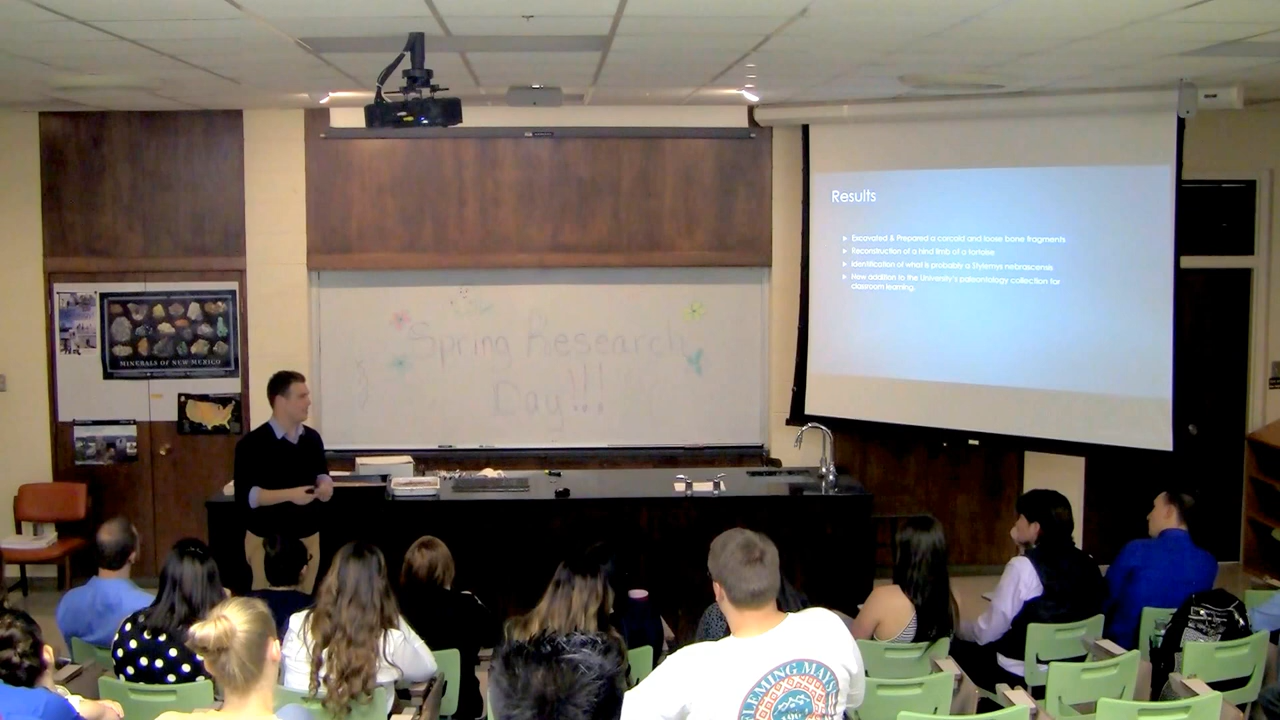 Results
Excavated & Prepared a carcoid and loose bone fragments
Reconstruction of a hind limb of a tortoise
Identification of what is probably a Stylemys nebrascensis
New addition to the University's paleontology collection for
classroom learning.
Spring Research
Day!!!
MINERALS OF NEW MEXICO
FLEMING MAYS